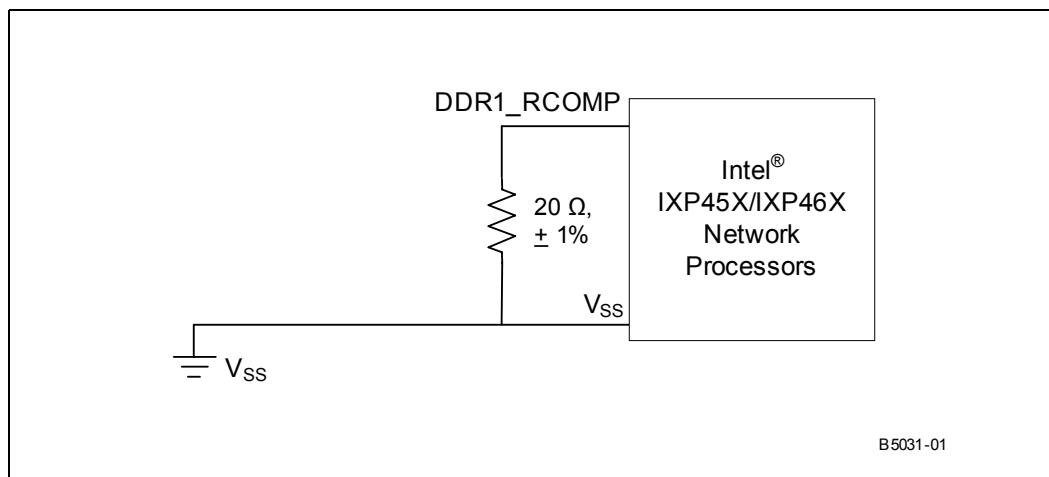 DDR1_RCOMP
Intel®
IXP45X/IXP46X
Network
Processors
20 Ω,
± 1%
VSS
VSS
B5031-01